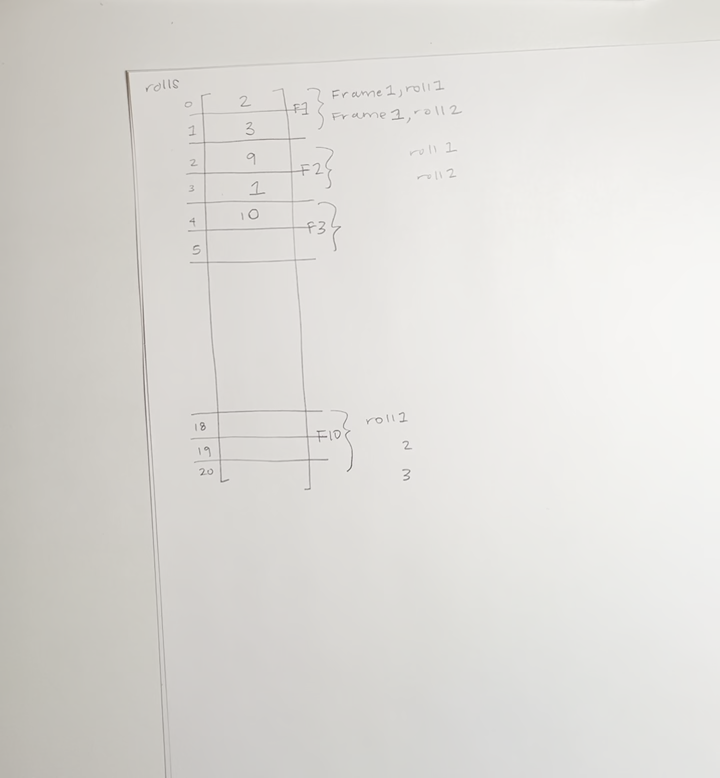 rolls
0 2 F1 Frame 1, roll 1
1 3 Frame 1, roll 2
2 9 F2 roll 1
3 1 roll 2
4 10 F3
5
18 F10 roll 1
19 2
20 3